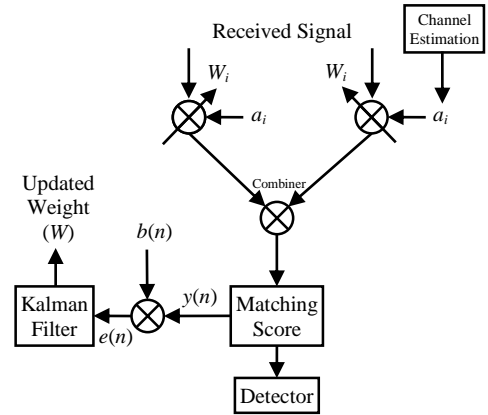 Received Signal
Channel
Estimation
W_i
W_i
a_i
a_i
Combiner
Updated
Weight
(W)
b(n)
y(n)
Kalman
Filter
e(n)
Matching
Score
Detector